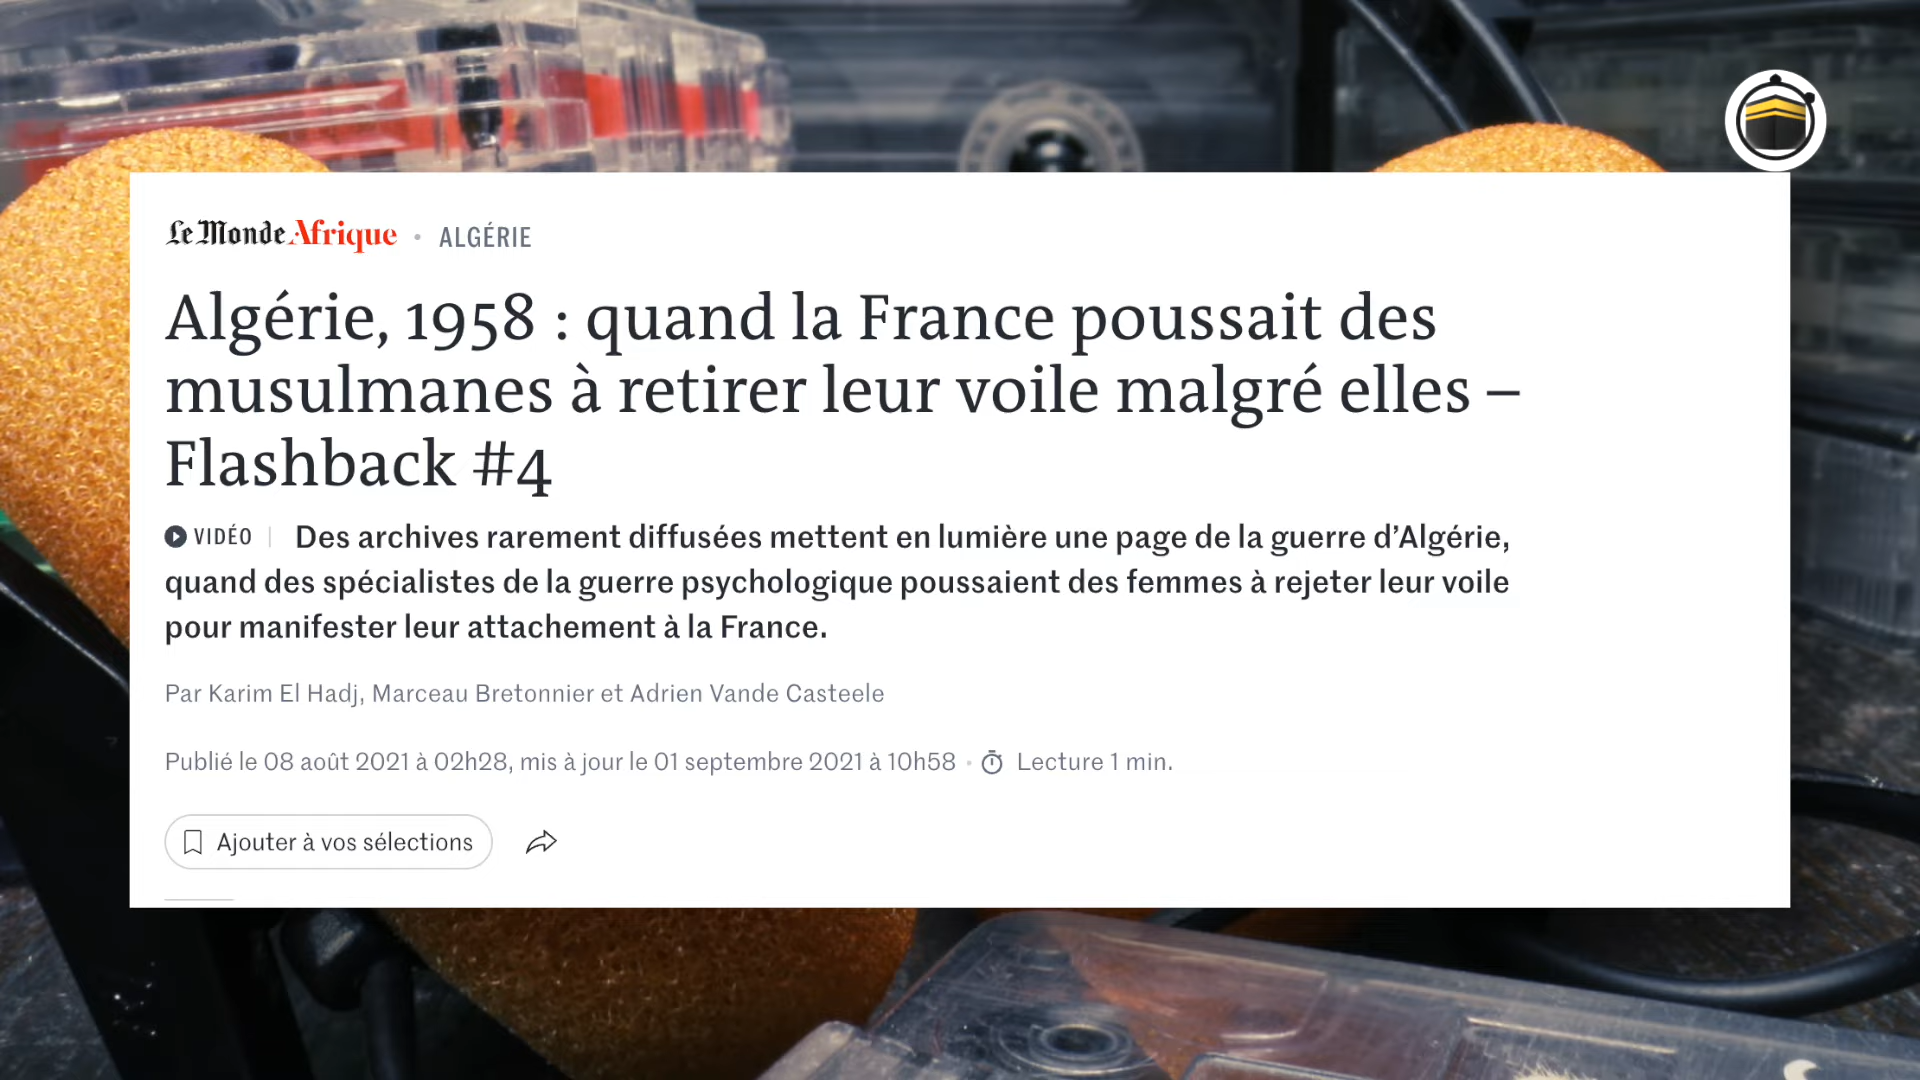 Le Monde Afrique • ALGÉRIE
Algérie, 1958 : quand la France poussait des
musulmanes à retirer leur voile malgré elles –
Flashback #4
VIDÉO | Des archives rarement diffusées mettent en lumière une page de la guerre d’Algérie,
quand des spécialistes de la guerre psychologique poussaient des femmes à rejeter leur voile
pour manifester leur attachement à la France.
Par Karim El Hadj, Marceau Bretonnier et Adrien Vande Casteele
Publié le 08 août 2021 à 02h28, mis à jour le 01 septembre 2021 à 10h58 • Lecture 1 min.
Ajouter à vos sélections